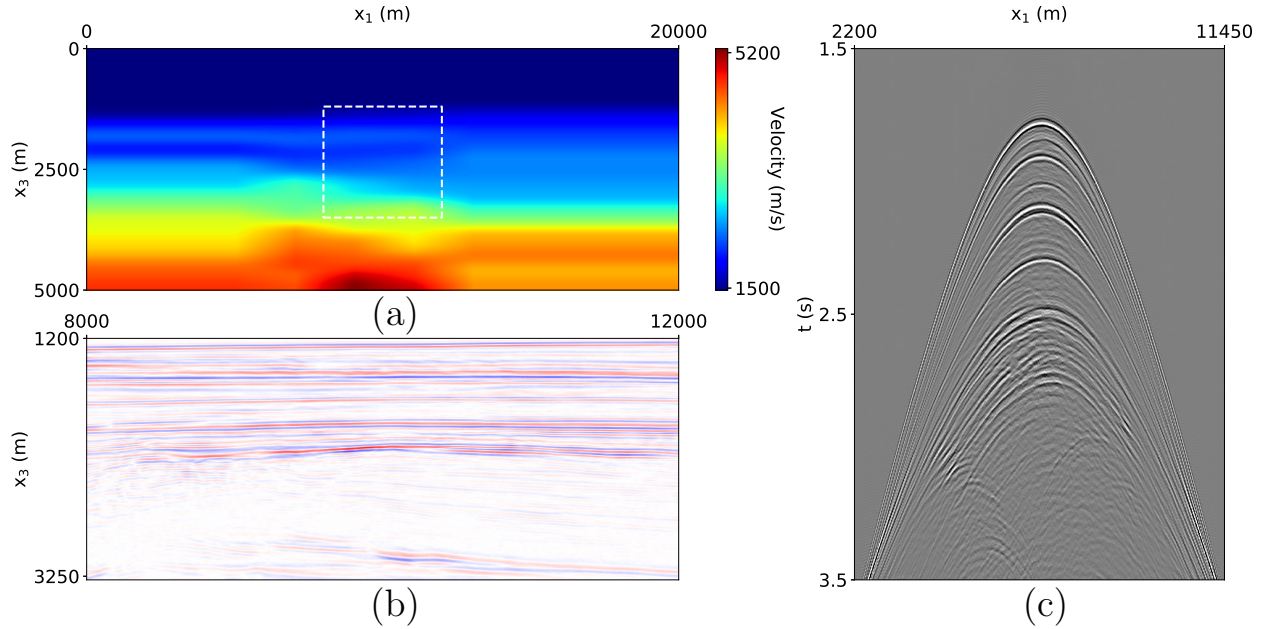 x₁ (m)
0 20000
0
2500
5000
x₃ (m)
5200
1500
Velocity (m/s)
(a)
8000 12000
1200
3250
x₃ (m)
(b)
x₁ (m)
2200 11450
1.5
2.5
3.5
t (s)
(c)